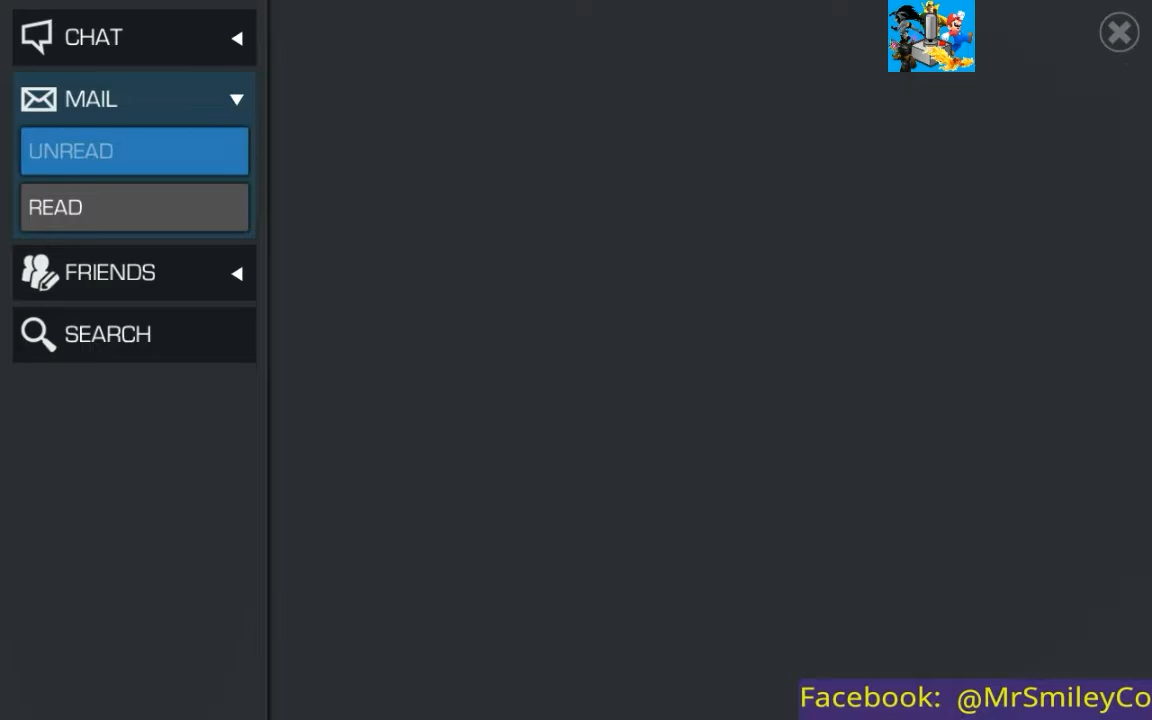 CHAT
MAIL
UNREAD
READ
FRIENDS
SEARCH
Facebook: @MrSmileyCo